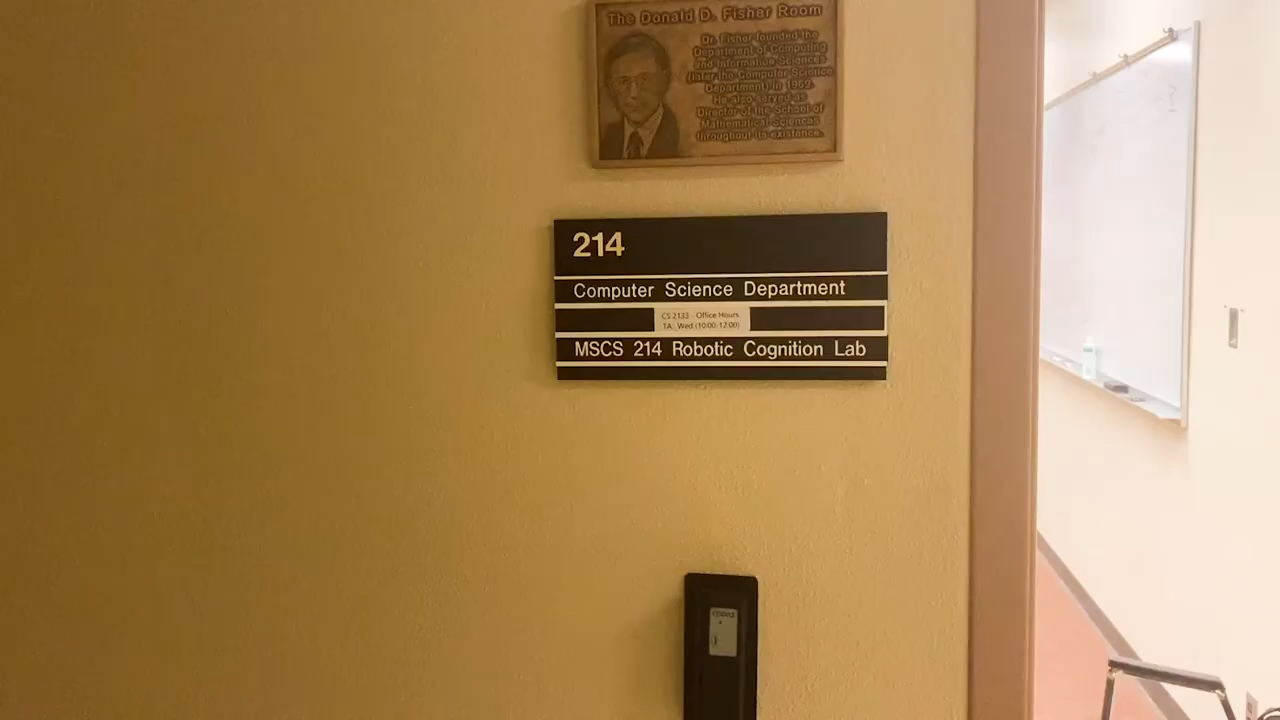 The Donald D. Fisher Room
Dr. Fisher founded the
Department of Computing
and Information Sciences
(later the Computer Science
Department) in 1969.
He also served as
Director of the School of
Mathematical Sciences
throughout its existence.
214
Computer Science Department
CS 2133 - Office Hours
TA: Wed (10:00-12:00)
MSCS 214 Robotic Cognition Lab